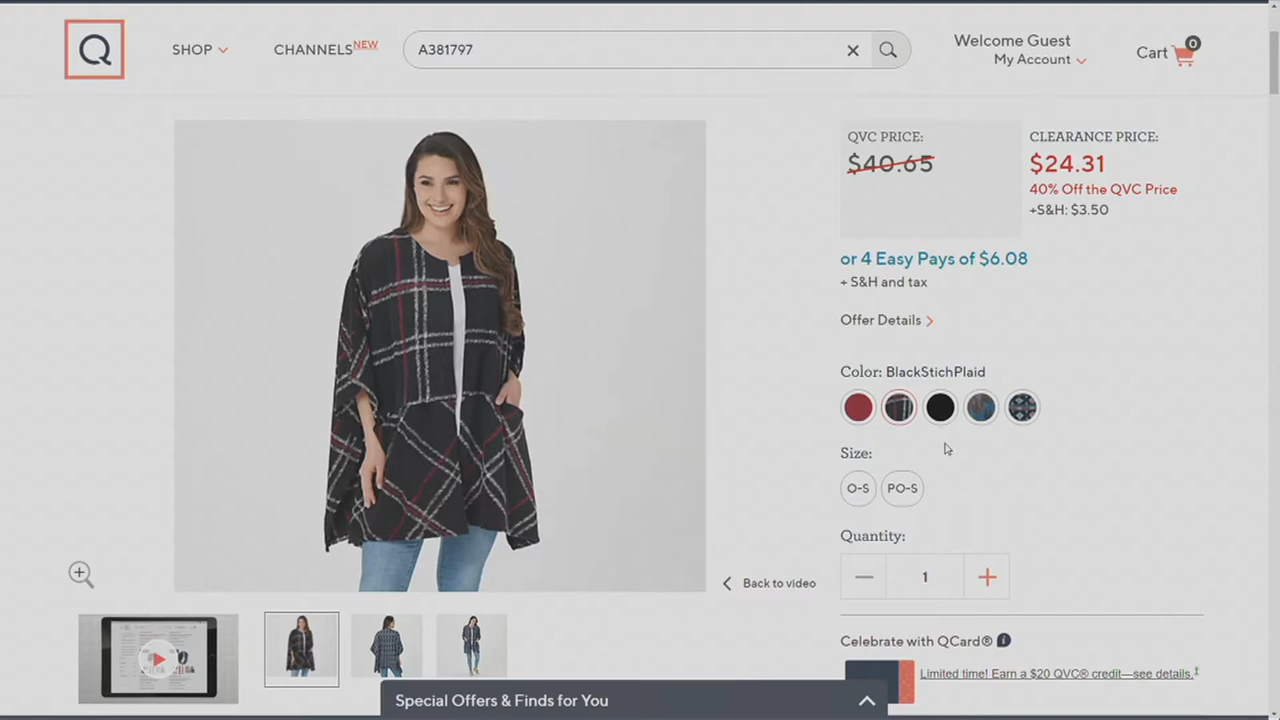 Q
SHOP
CHANNELS NEW
A381797
Welcome Guest
My Account
Cart 0
QVC PRICE:
$40.65
CLEARANCE PRICE:
$24.31
40% Off the QVC Price
+S&H: $3.50
or 4 Easy Pays of $6.08
+ S&H and tax
Offer Details
Color: BlackStichPlaid
Size:
O-S PO-S
Quantity:
1
Back to video
Celebrate with QCard®
Limited time! Earn a $20 QVC® credit—see details.‡
Special Offers & Finds for You